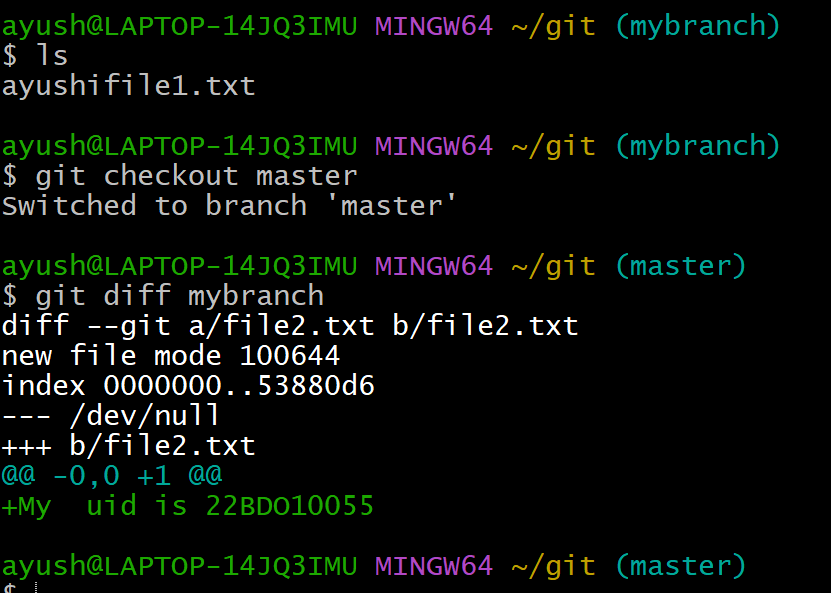 ayush@LAPTOP-14JQ3IMU MINGW64 ~/git (mybranch)
$ ls
ayushifile1.txt

ayush@LAPTOP-14JQ3IMU MINGW64 ~/git (mybranch)
$ git checkout master
Switched to branch 'master'

ayush@LAPTOP-14JQ3IMU MINGW64 ~/git (master)
$ git diff mybranch
diff --git a/file2.txt b/file2.txt
new file mode 100644
index 0000000..53880d6
--- /dev/null
+++ b/file2.txt
@@ -0,0 +1 @@
+My  uid is 22BDO10055

ayush@LAPTOP-14JQ3IMU MINGW64 ~/git (master)
$